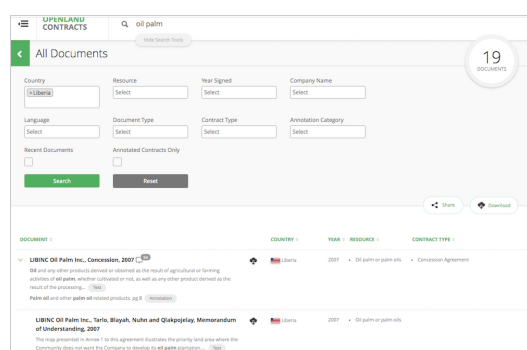 OPENLAND
CONTRACTS
oil palm
Hide Search Tools
All Documents
19
DOCUMENTS
Country
Resource
Year Signed
Company Name
× Liberia
Select
Select
Select
Language
Document Type
Contract Type
Annotation Category
Select
Select
Select
Select
Recent Documents
Annotated Contracts Only
Search
Reset
Share
Download
DOCUMENT
COUNTRY
YEAR
RESOURCE
CONTRACT TYPE
LIBINC Oil Palm Inc., Concession, 2007
Liberia
2007
• Oil palm or palm oils
• Concession Agreement
Oil and any other products derived or obtained as the result of agricultural or farming
activities of oil palm, whether cultivated or not, as well as any other product derived as the
result of the processing... Text
Palm oil and other palm oil related products. pg 8 Annotation
LIBINC Oil Palm Inc., Tarlo, Blayah, Nuhn and Qlakpojelay, Memorandum
of Understanding, 2007
Liberia
2007
• Oil palm or palm oils
The map presented in Annex 1 to this agreement illustrates the priority land area where the
Community does not want the Company to develop its oil palm plantation.... Text